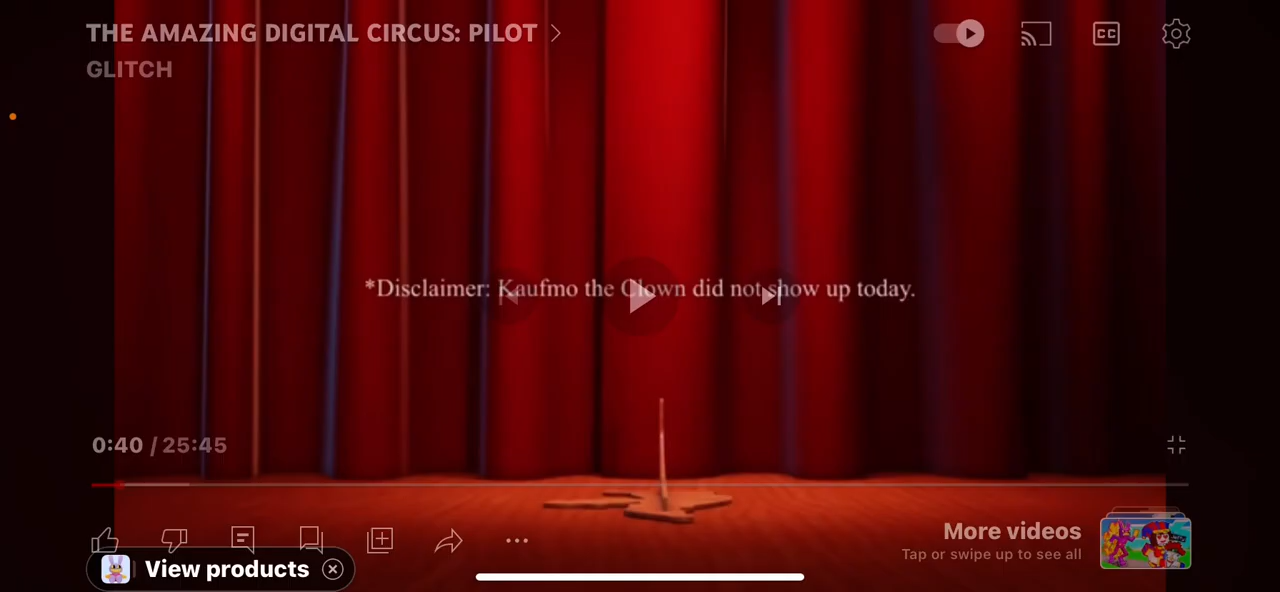 THE AMAZING DIGITAL CIRCUS: PILOT
GLITCH
CC
*Disclaimer: Kaufmo the Clown did not show up today.
0:40 / 25:45
More videos
Tap or swipe up to see all
View products